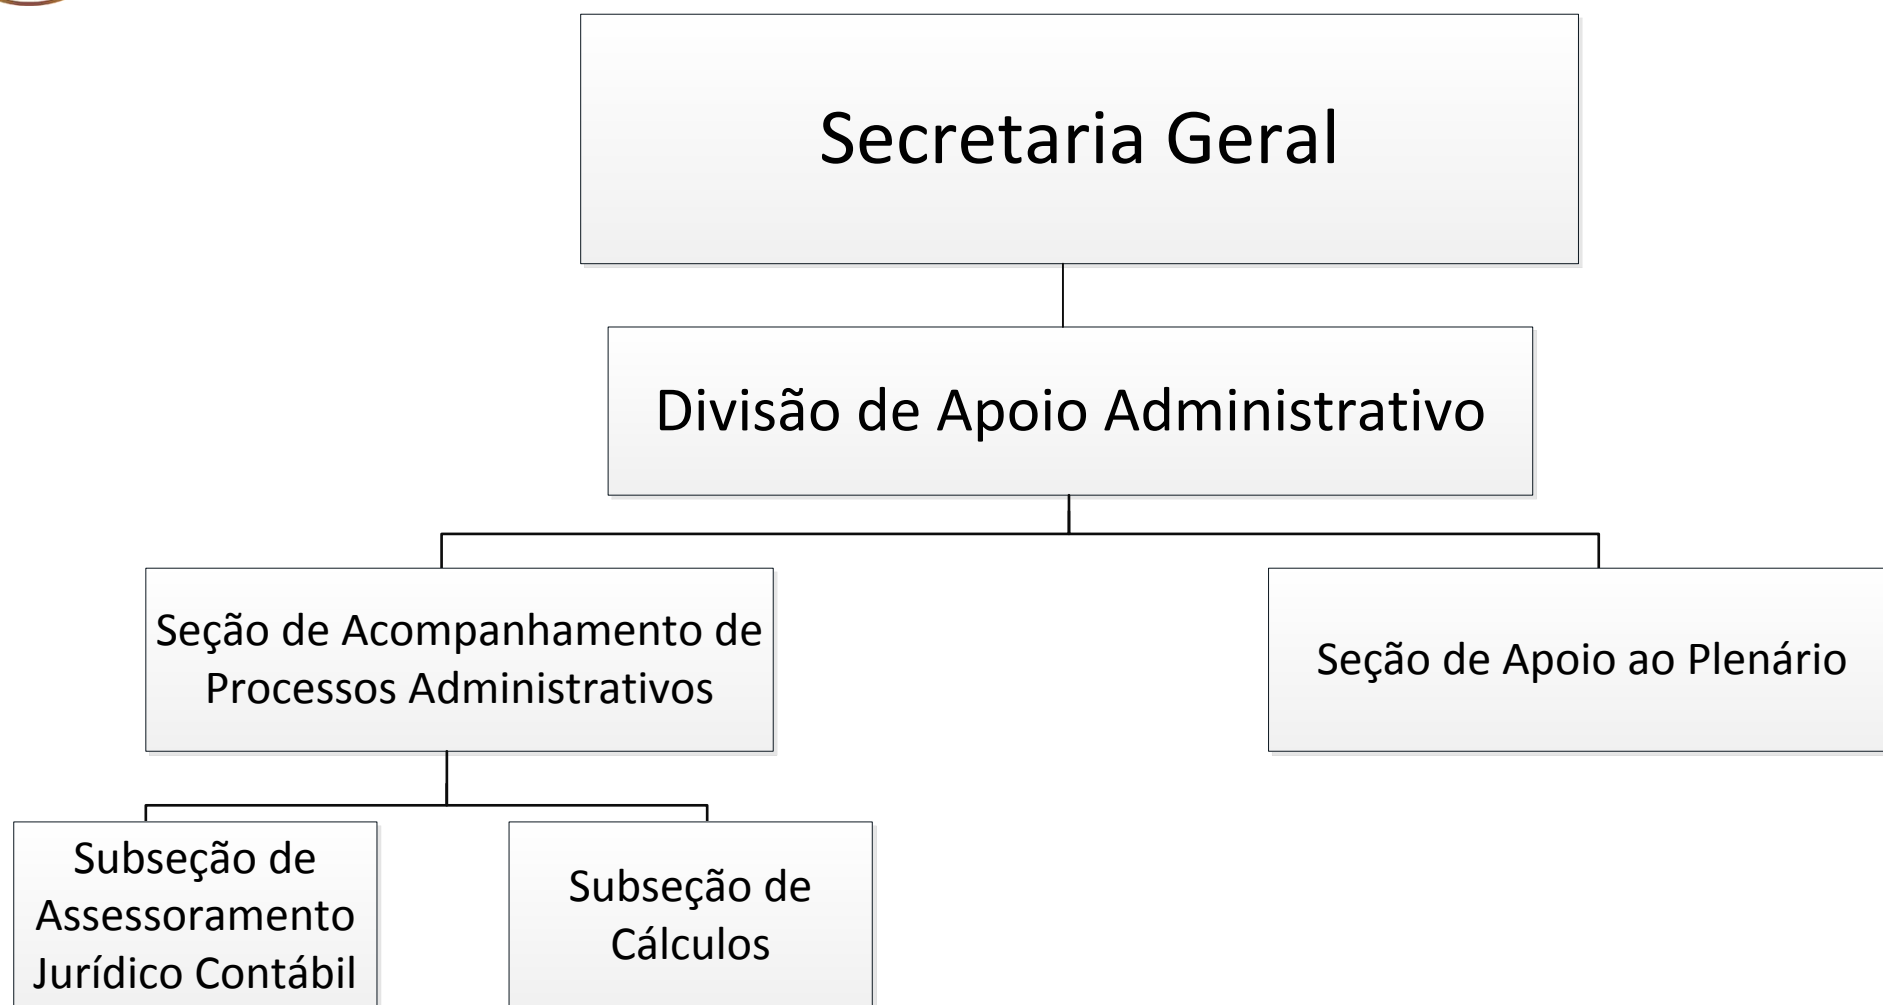 Secretaria Geral
Divisão de Apoio Administrativo
Seção de Acompanhamento de
Processos Administrativos
Seção de Apoio ao Plenário
Subseção de
Assessoramento
Jurídico Contábil
Subseção de
Cálculos